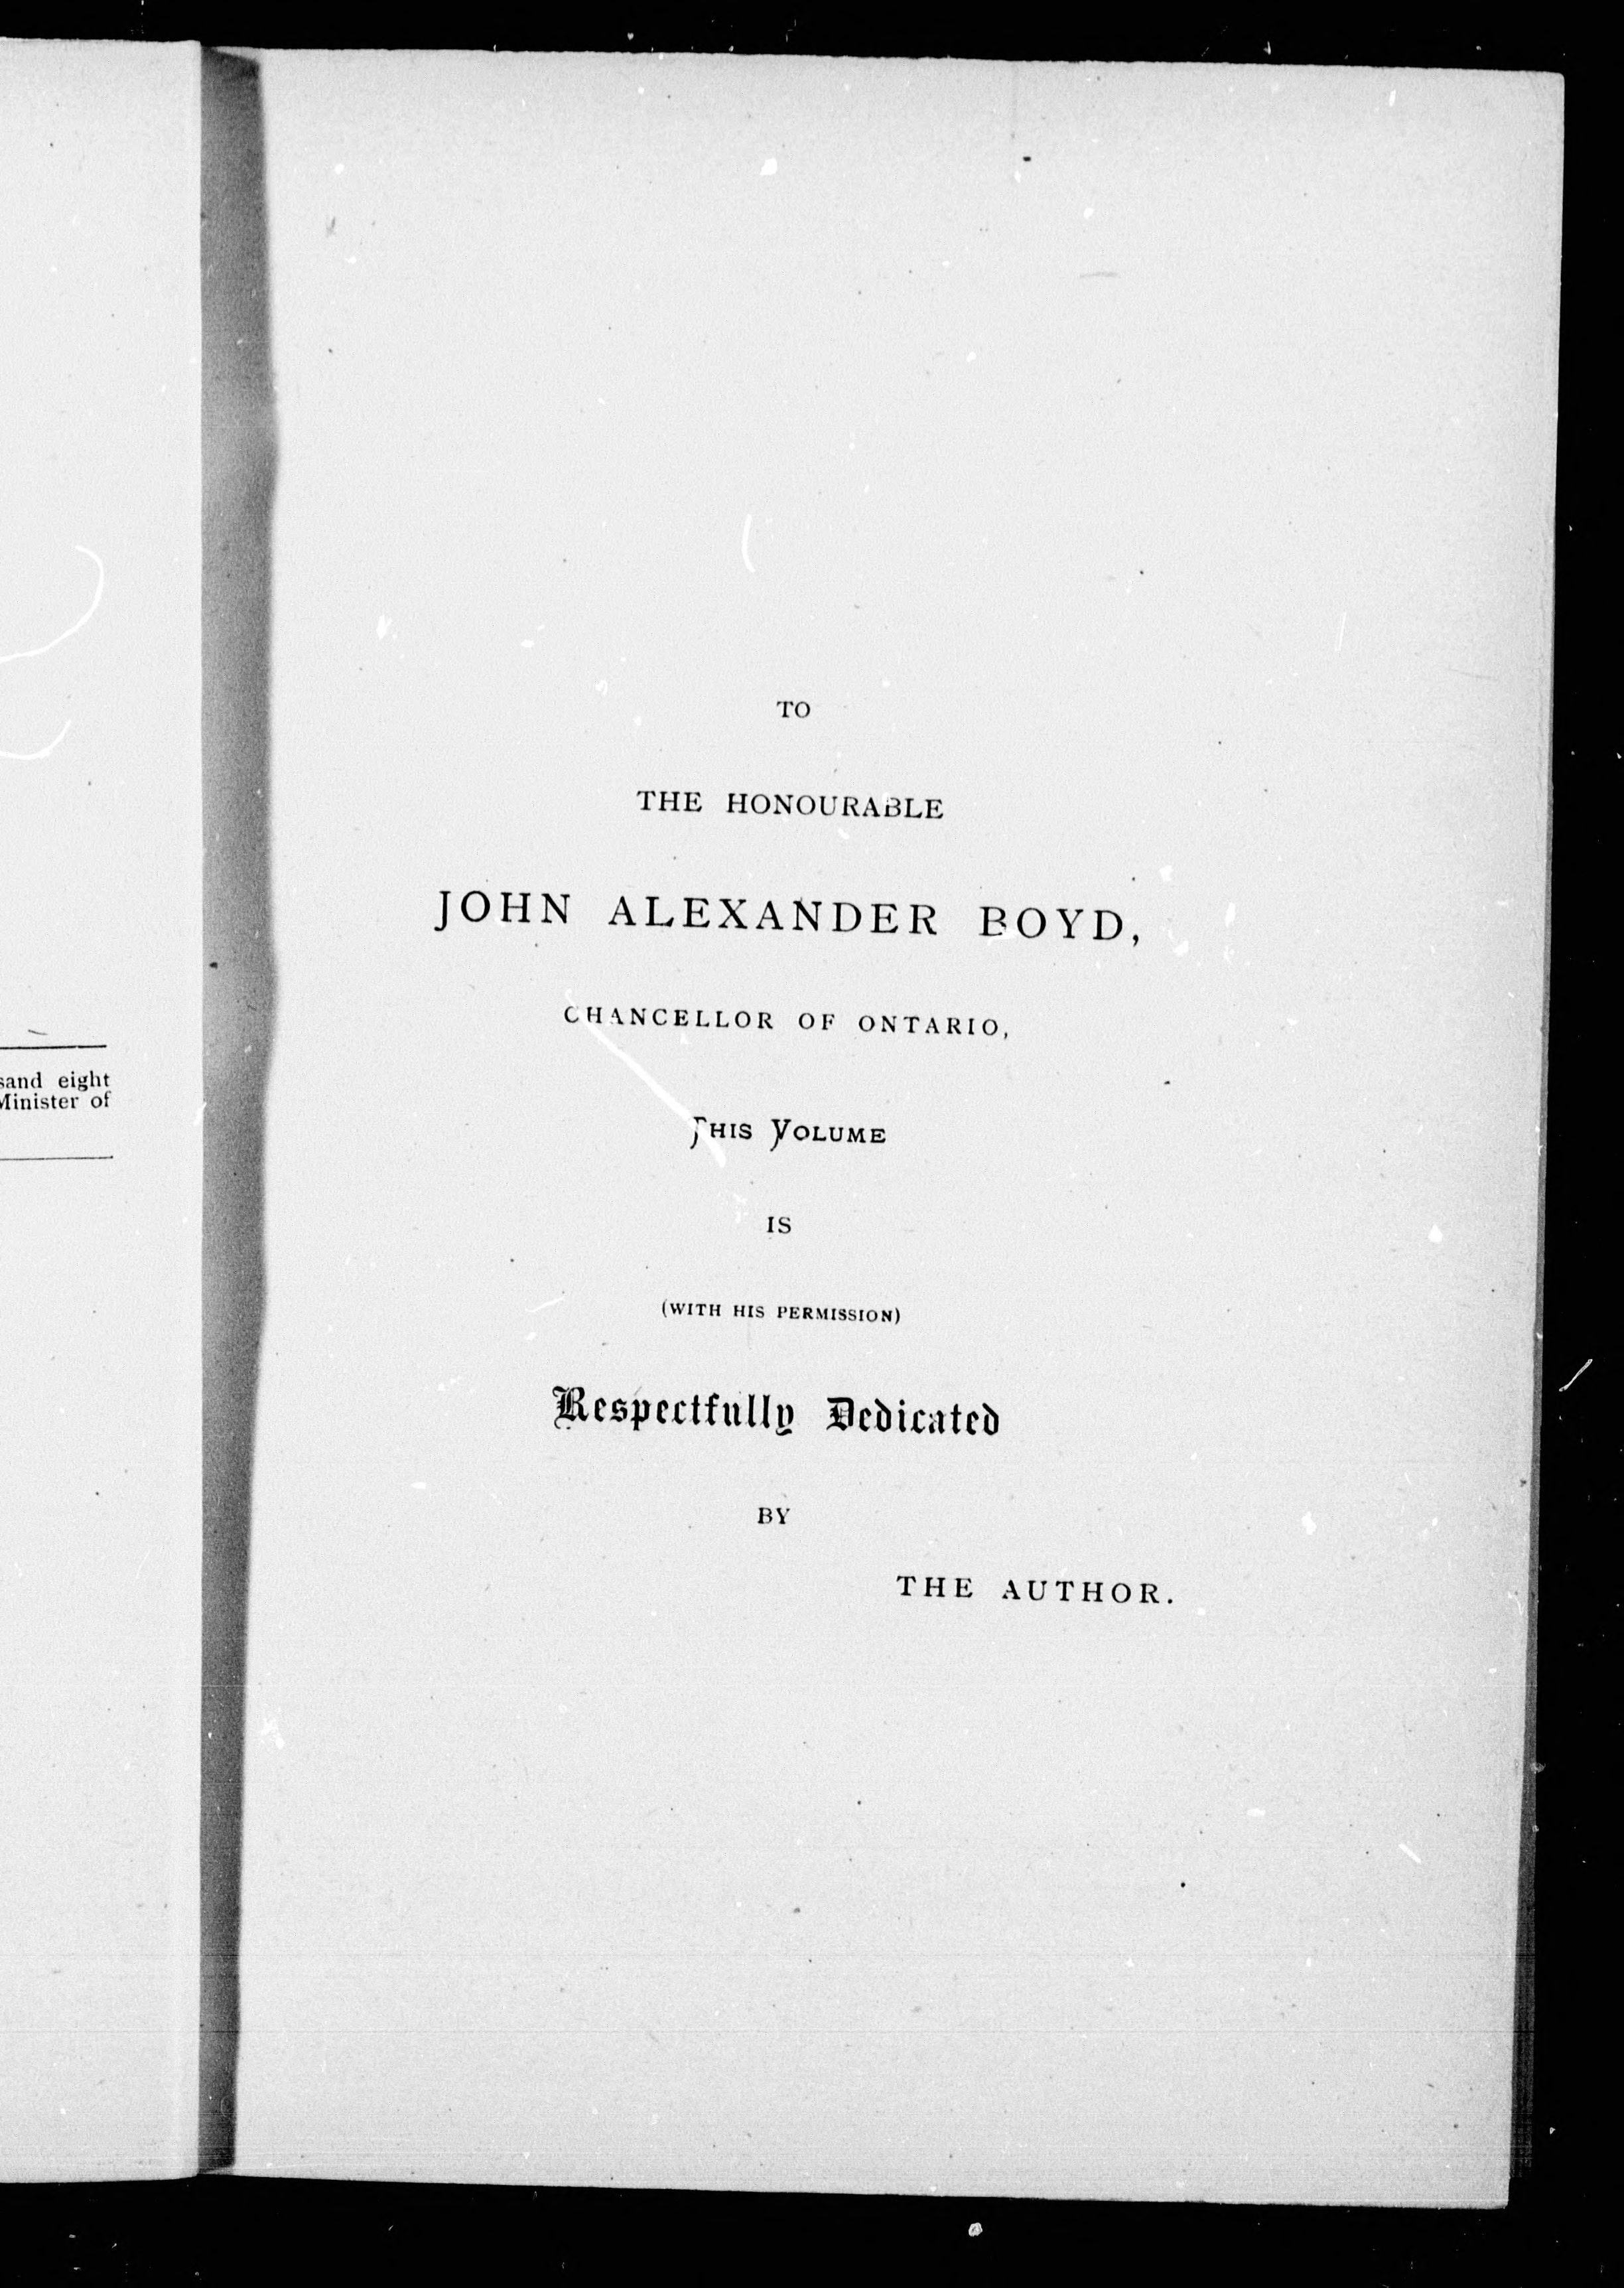 sand eight
Minister of
TO
THE HONOURABLE
JOHN ALEXANDER BOYD,
CHANCELLOR OF ONTARIO,
THIS VOLUME
IS
(WITH HIS PERMISSION)
Respectfully Dedicated
BY
THE AUTHOR.